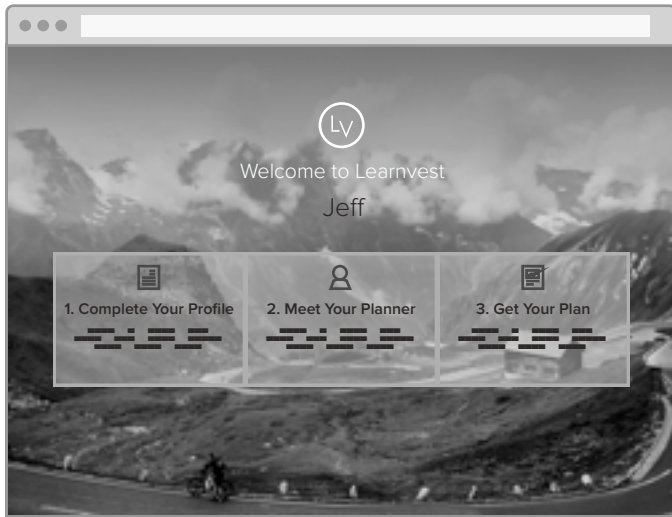 LV
Welcome to Learnvest
Jeff
1. Complete Your Profile
2. Meet Your Planner
3. Get Your Plan